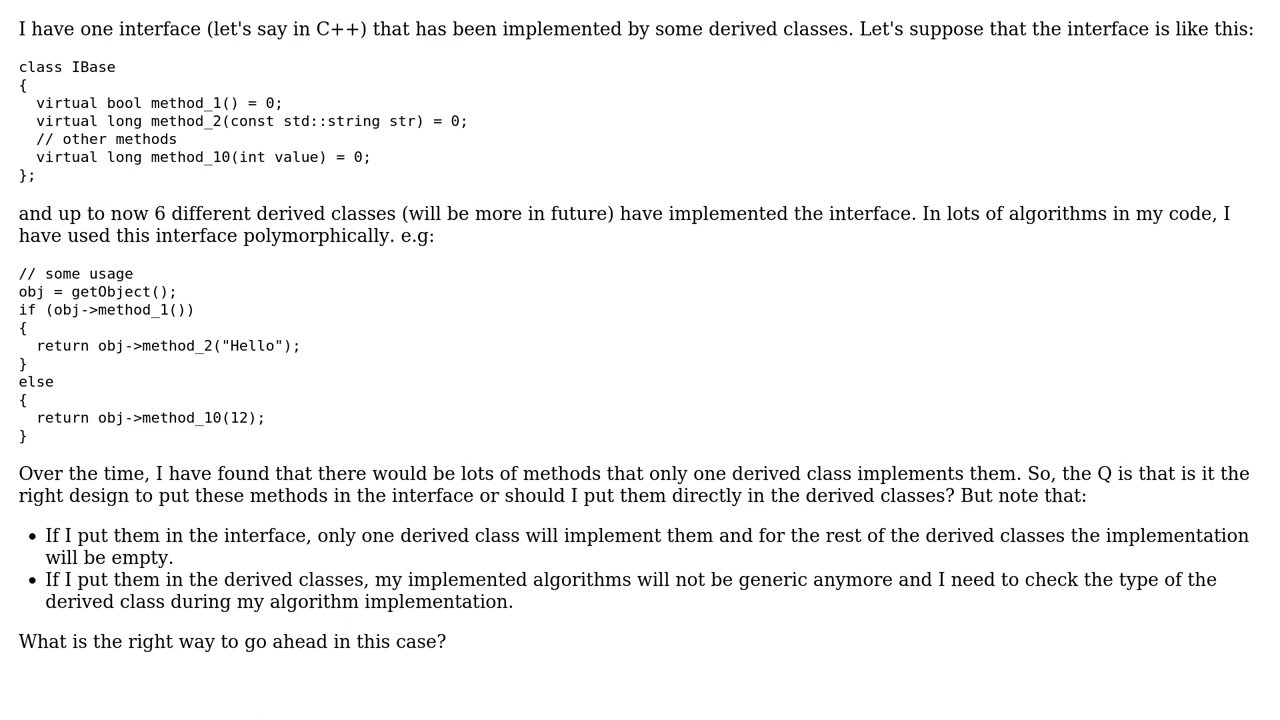 I have one interface (let's say in C++) that has been implemented by some derived classes. Let's suppose that the interface is like this:
class IBase
{
  virtual bool method_1() = 0;
  virtual long method_2(const std::string str) = 0;
  // other methods
  virtual long method_10(int value) = 0;
};
and up to now 6 different derived classes (will be more in future) have implemented the interface. In lots of algorithms in my code, I
have used this interface polymorphically. e.g:
// some usage
obj = getObject();
if (obj->method_1())
{
  return obj->method_2("Hello");
}
else
{
  return obj->method_10(12);
}
Over the time, I have found that there would be lots of methods that only one derived class implements them. So, the Q is that is it the
right design to put these methods in the interface or should I put them directly in the derived classes? But note that:
• If I put them in the interface, only one derived class will implement them and for the rest of the derived classes the implementation
will be empty.
• If I put them in the derived classes, my implemented algorithms will not be generic anymore and I need to check the type of the
derived class during my algorithm implementation.
What is the right way to go ahead in this case?